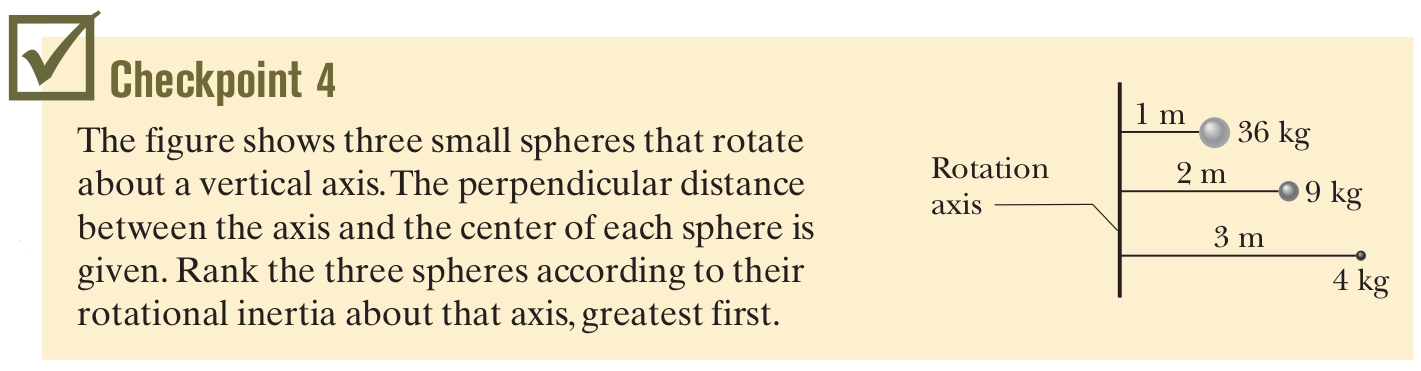 Checkpoint 4
The figure shows three small spheres that rotate
about a vertical axis. The perpendicular distance
between the axis and the center of each sphere is
given. Rank the three spheres according to their
rotational inertia about that axis, greatest first.
1 m
36 kg
Rotation
axis
2 m
9 kg
3 m
4 kg